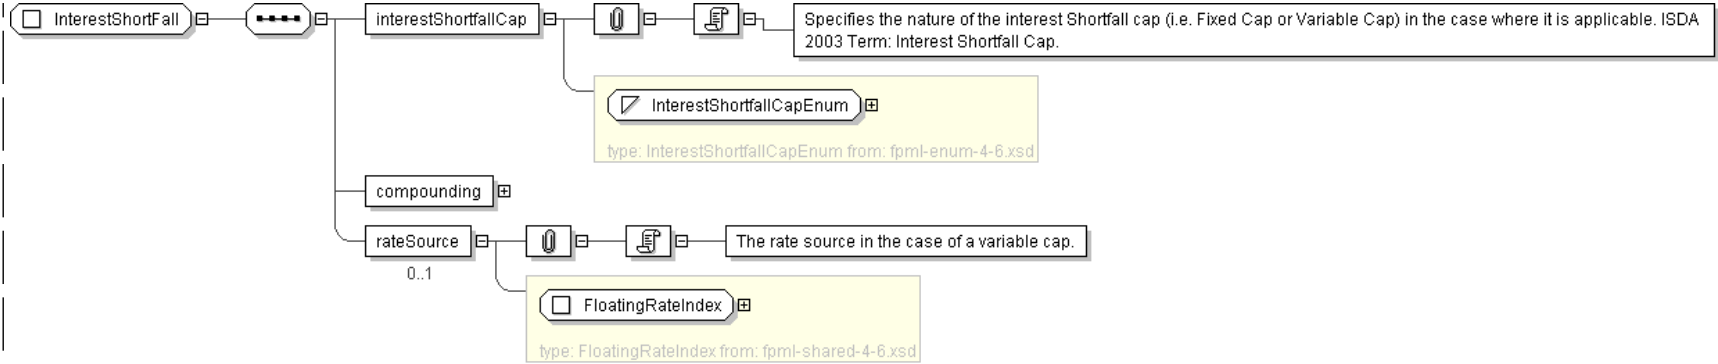 InterestShortFall
interestShortfallCap
Specifies the nature of the interest Shortfall cap (i.e. Fixed Cap or Variable Cap) in the case where it is applicable. ISDA
2003 Term: Interest Shortfall Cap.
InterestShortfallCapEnum
type: InterestShortfallCapEnum from: fpml-enum-4-6.xsd
compounding
rateSource
The rate source in the case of a variable cap.
0..1
FloatingRateIndex
type: FloatingRateIndex from: fpml-shared-4-6.xsd